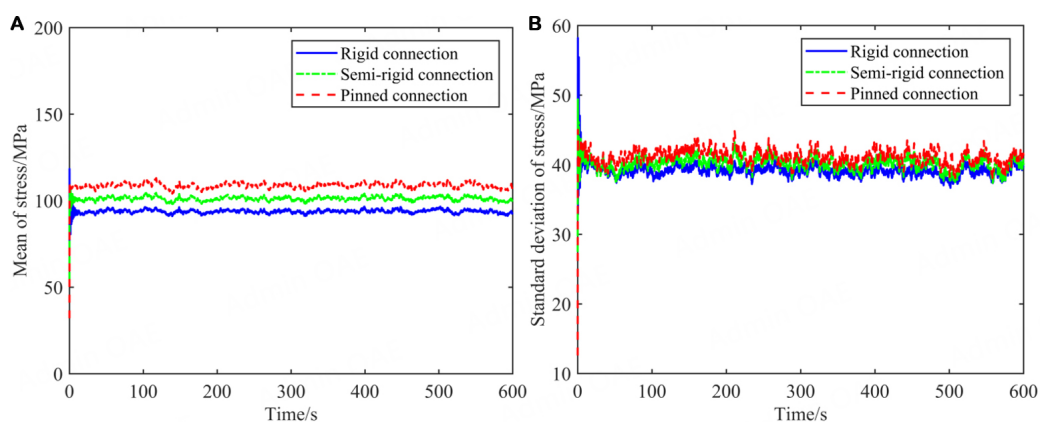 A
Mean of stress/MPa
200
150
100
50
0
0 100 200 300 400 500 600
Time/s
Rigid connection
Semi-rigid connection
Pinned connection
B
Standard deviation of stress/MPa
60
50
40
30
20
10
0 100 200 300 400 500 600
Time/s
Rigid connection
Semi-rigid connection
Pinned connection